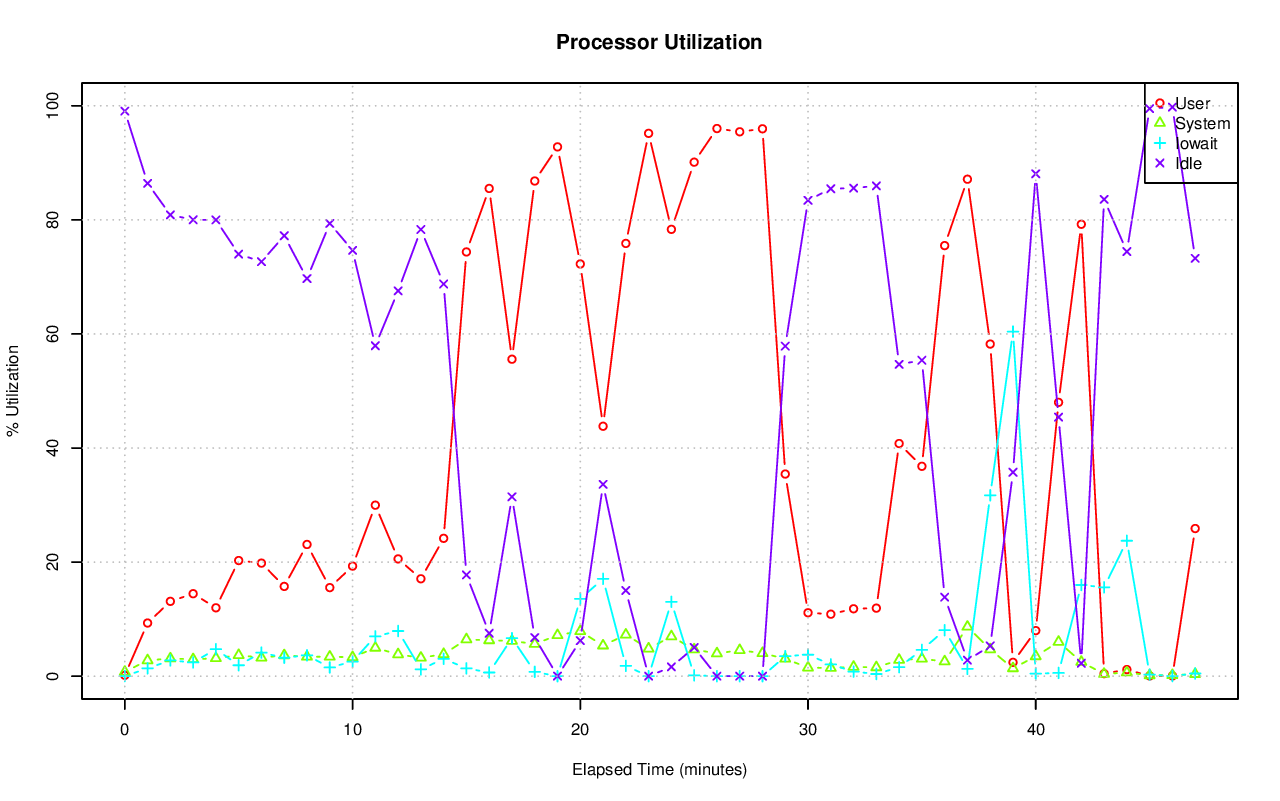 Processor Utilization
% Utilization
100
80
60
40
20
0
User
System
Iowait
Idle
0 10 20 30 40
Elapsed Time (minutes)